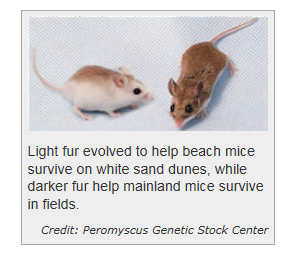 Light fur evolved to help beach mice
survive on white sand dunes, while
darker fur help mainland mice survive
in fields.
Credit: Peromyscus Genetic Stock Center